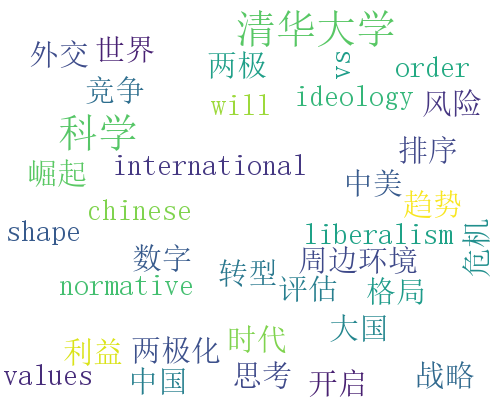 清华大学
外交 世界
两极 vs order
竞争
will ideology 风险
科学
排序
崛起 international
中美
chinese 趋势
shape liberalism 危机
数字 转型 周边环境
normative 评估 格局
时代 大国
利益 两极化
values 中国 思考 开启 战略